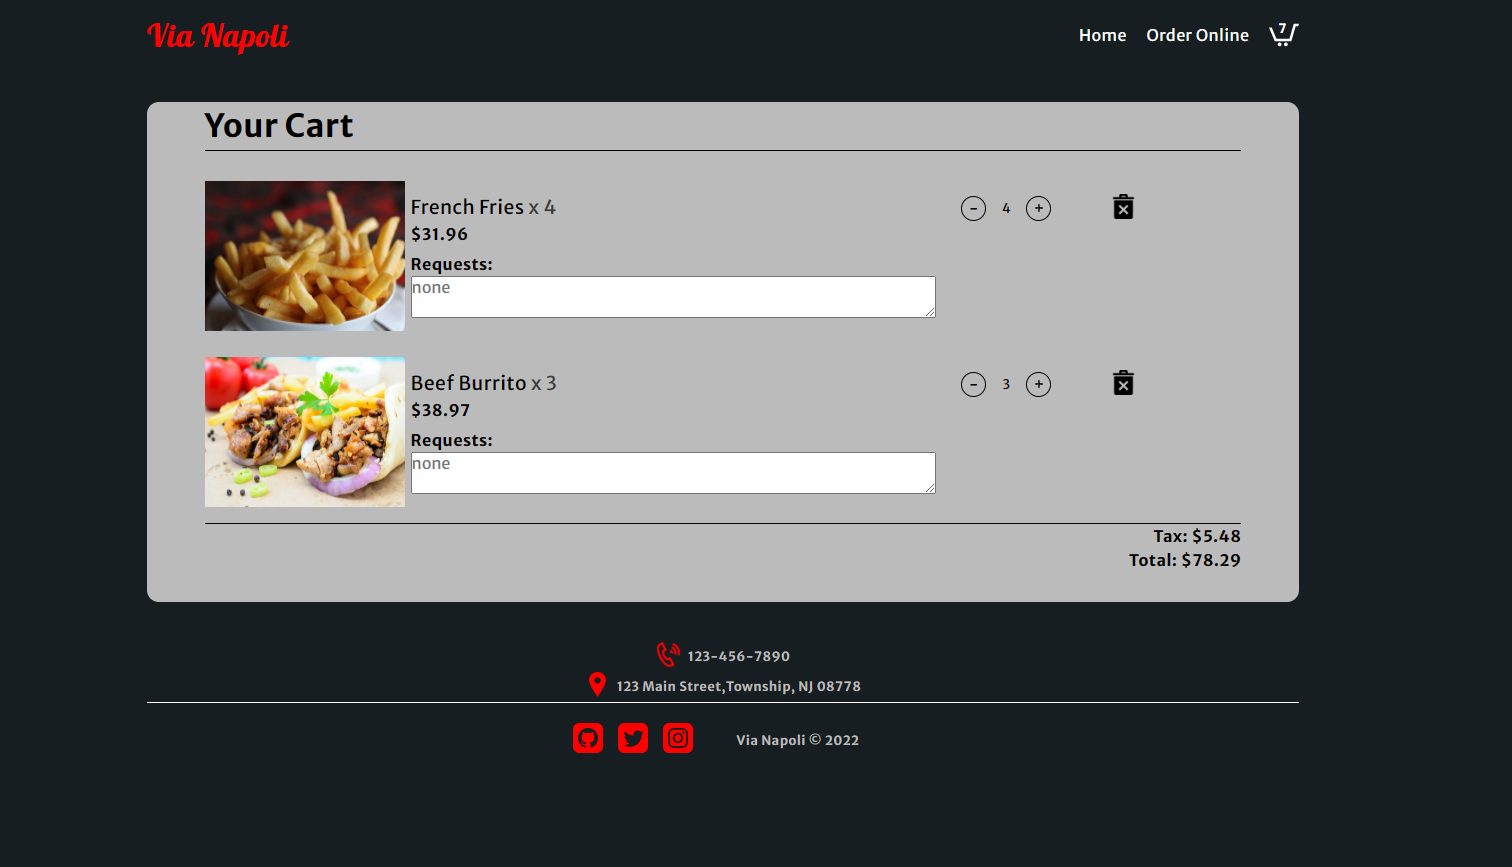 Via Napoli
Home Order Online 7
Your Cart
French Fries x 4
- 4 +
$31.96
Requests:
none
Beef Burrito x 3
- 3 +
$38.97
Requests:
none
Tax: $5.48
Total: $78.29
123-456-7890
123 Main Street,Township, NJ 08778
Via Napoli © 2022